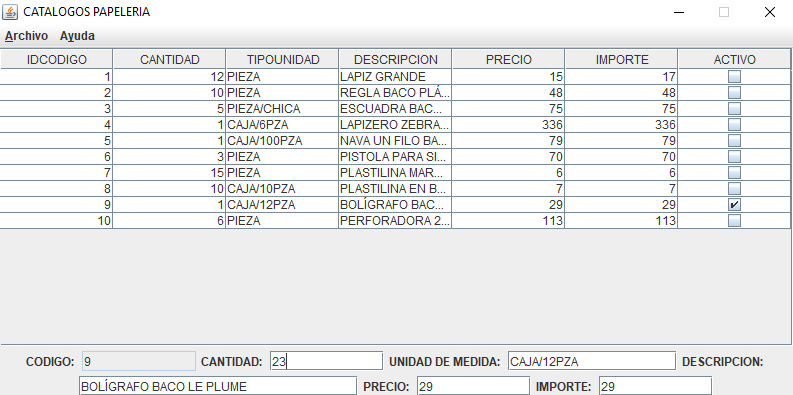 CATALOGOS PAPELERIA
Archivo Ayuda
IDCODIGO CANTIDAD TIPOUNIDAD DESCRIPCION PRECIO IMPORTE ACTIVO
1 12 PIEZA LAPIZ GRANDE 15 17
2 10 PIEZA REGLA BACO PLÁ... 48 48
3 5 PIEZA/CHICA ESCUADRA BAC... 75 75
4 1 CAJA/6PZA LAPIZERO ZEBRA... 336 336
5 1 CAJA/100PZA NAVA UN FILO BA... 79 79
6 3 PIEZA PISTOLA PARA SI... 70 70
7 15 PIEZA PLASTILINA MAR... 6 6
8 10 CAJA/10PZA PLASTILINA EN B... 7 7
9 1 CAJA/12PZA BOLÍGRAFO BAC... 29 29
10 6 PIEZA PERFORADORA 2... 113 113
CODIGO: 9 CANTIDAD: 23 UNIDAD DE MEDIDA: CAJA/12PZA DESCRIPCION:
BOLÍGRAFO BACO LE PLUME PRECIO: 29 IMPORTE: 29